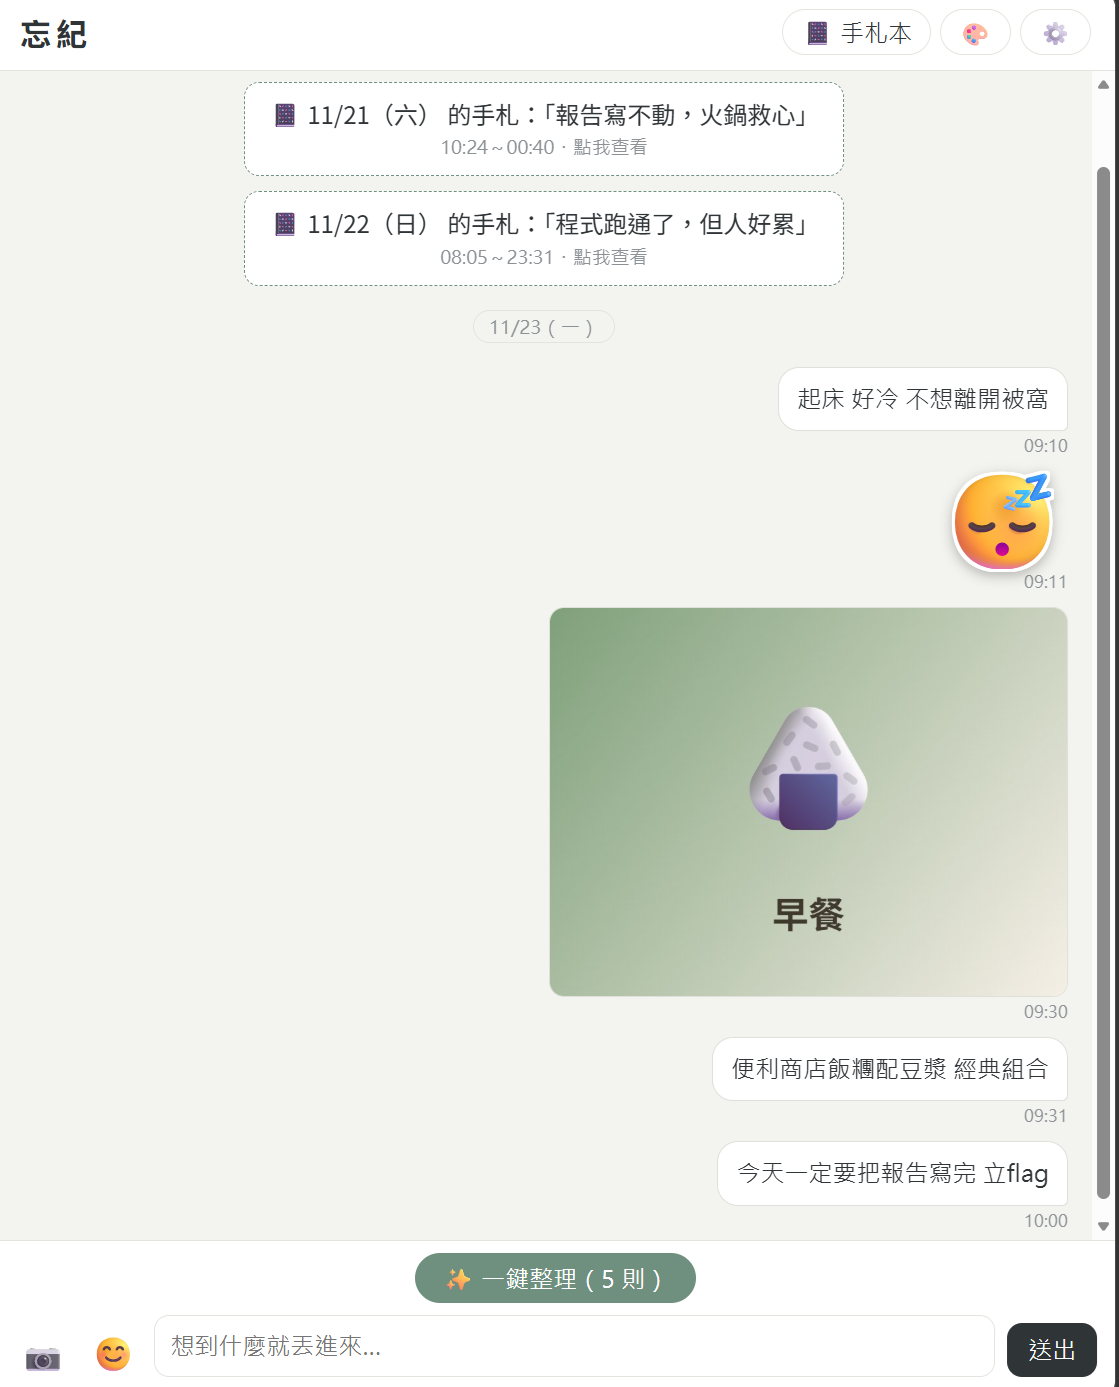 忘紀
手札本
11/21（六） 的手札：「報告寫不動，火鍋救心」
10:24～00:40 · 點我查看
11/22（日） 的手札：「程式跑通了，但人好累」
08:05～23:31 · 點我查看
11/23（一）
起床 好冷 不想離開被窩
09:10
09:11
早餐
09:30
便利商店飯糰配豆漿 經典組合
09:31
今天一定要把報告寫完 立flag
10:00
一鍵整理（5 則）
想到什麼就丟進來...
送出